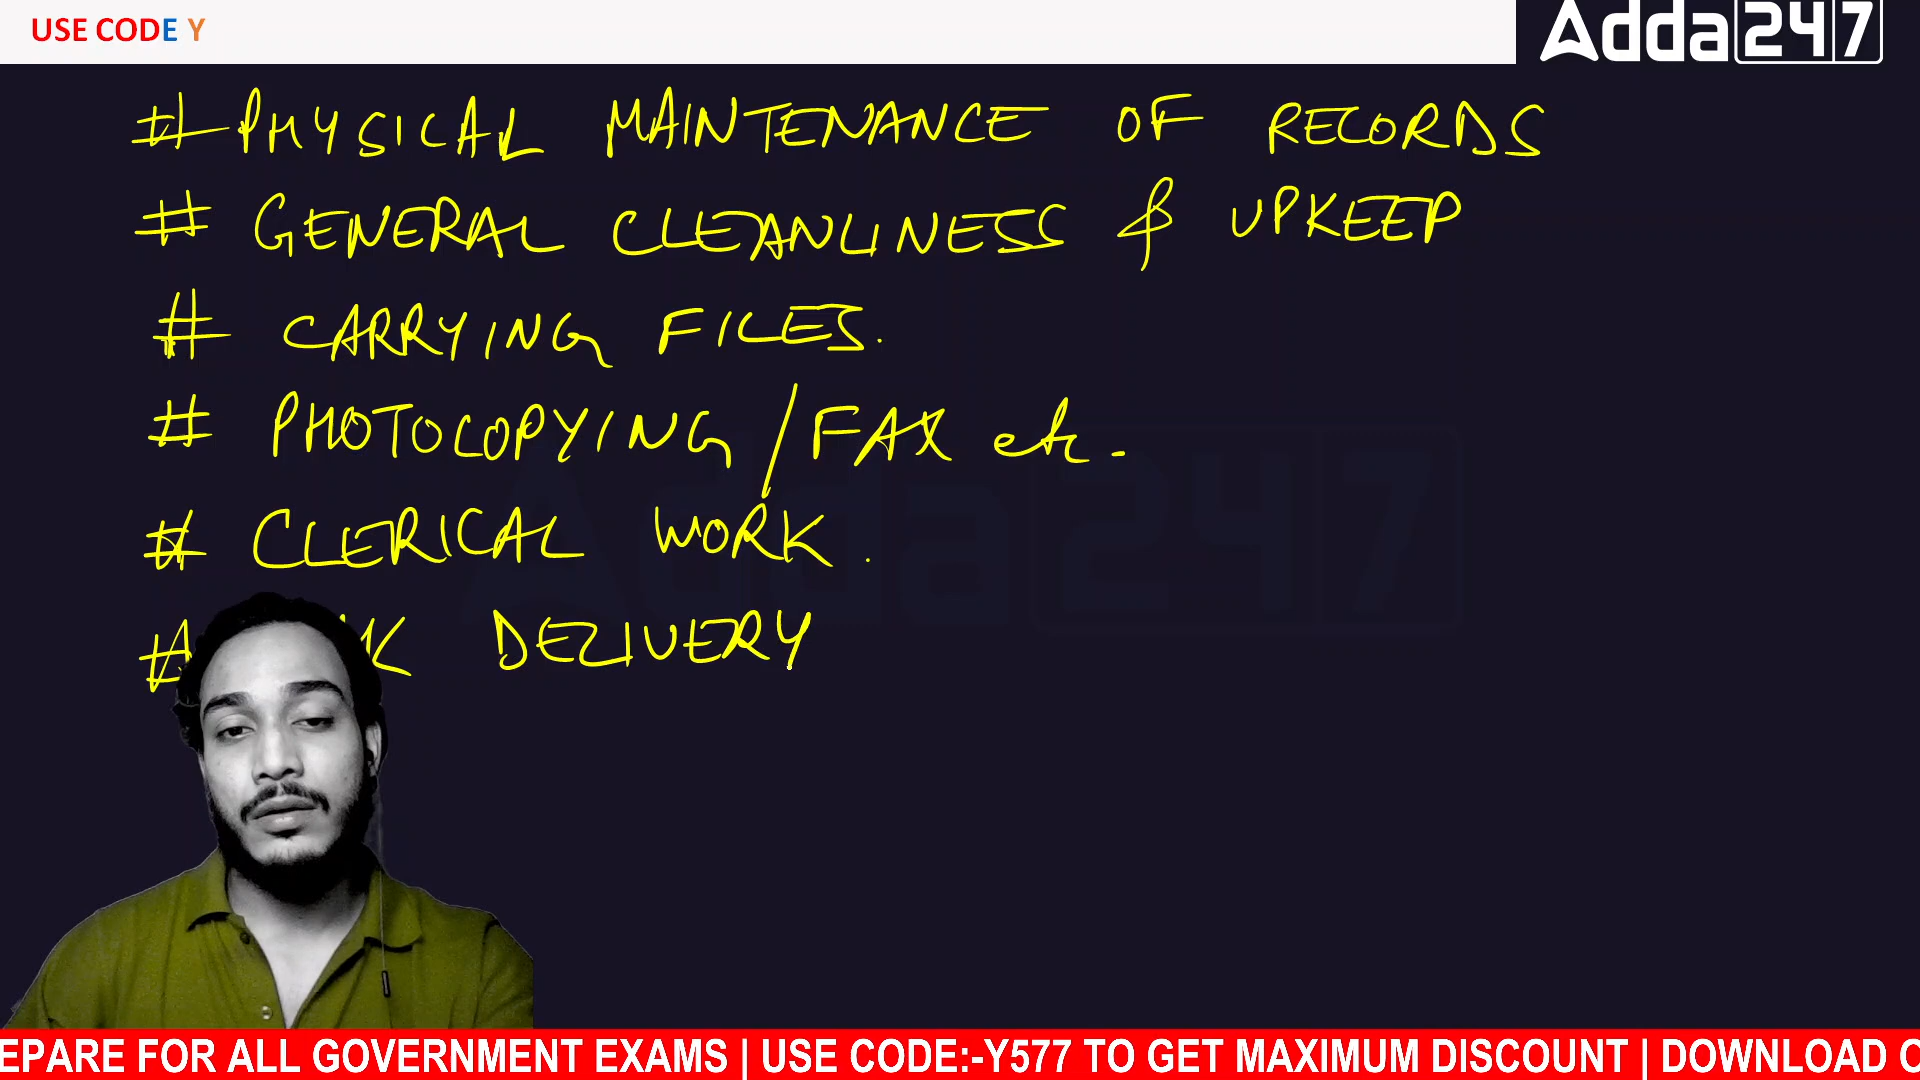 USE CODE Y
Adda247
# PHYSICAL MAINTENANCE OF RECORDS
# GENERAL CLEANLINESS & UPKEEP
# CARRYING FILES.
# PHOTOCOPYING / FAX etc.
# CLERICAL WORK.
# DELIVERY
Adda247
EPARE FOR ALL GOVERNMENT EXAMS | USE CODE:-Y577 TO GET MAXIMUM DISCOUNT | DOWNLOAD